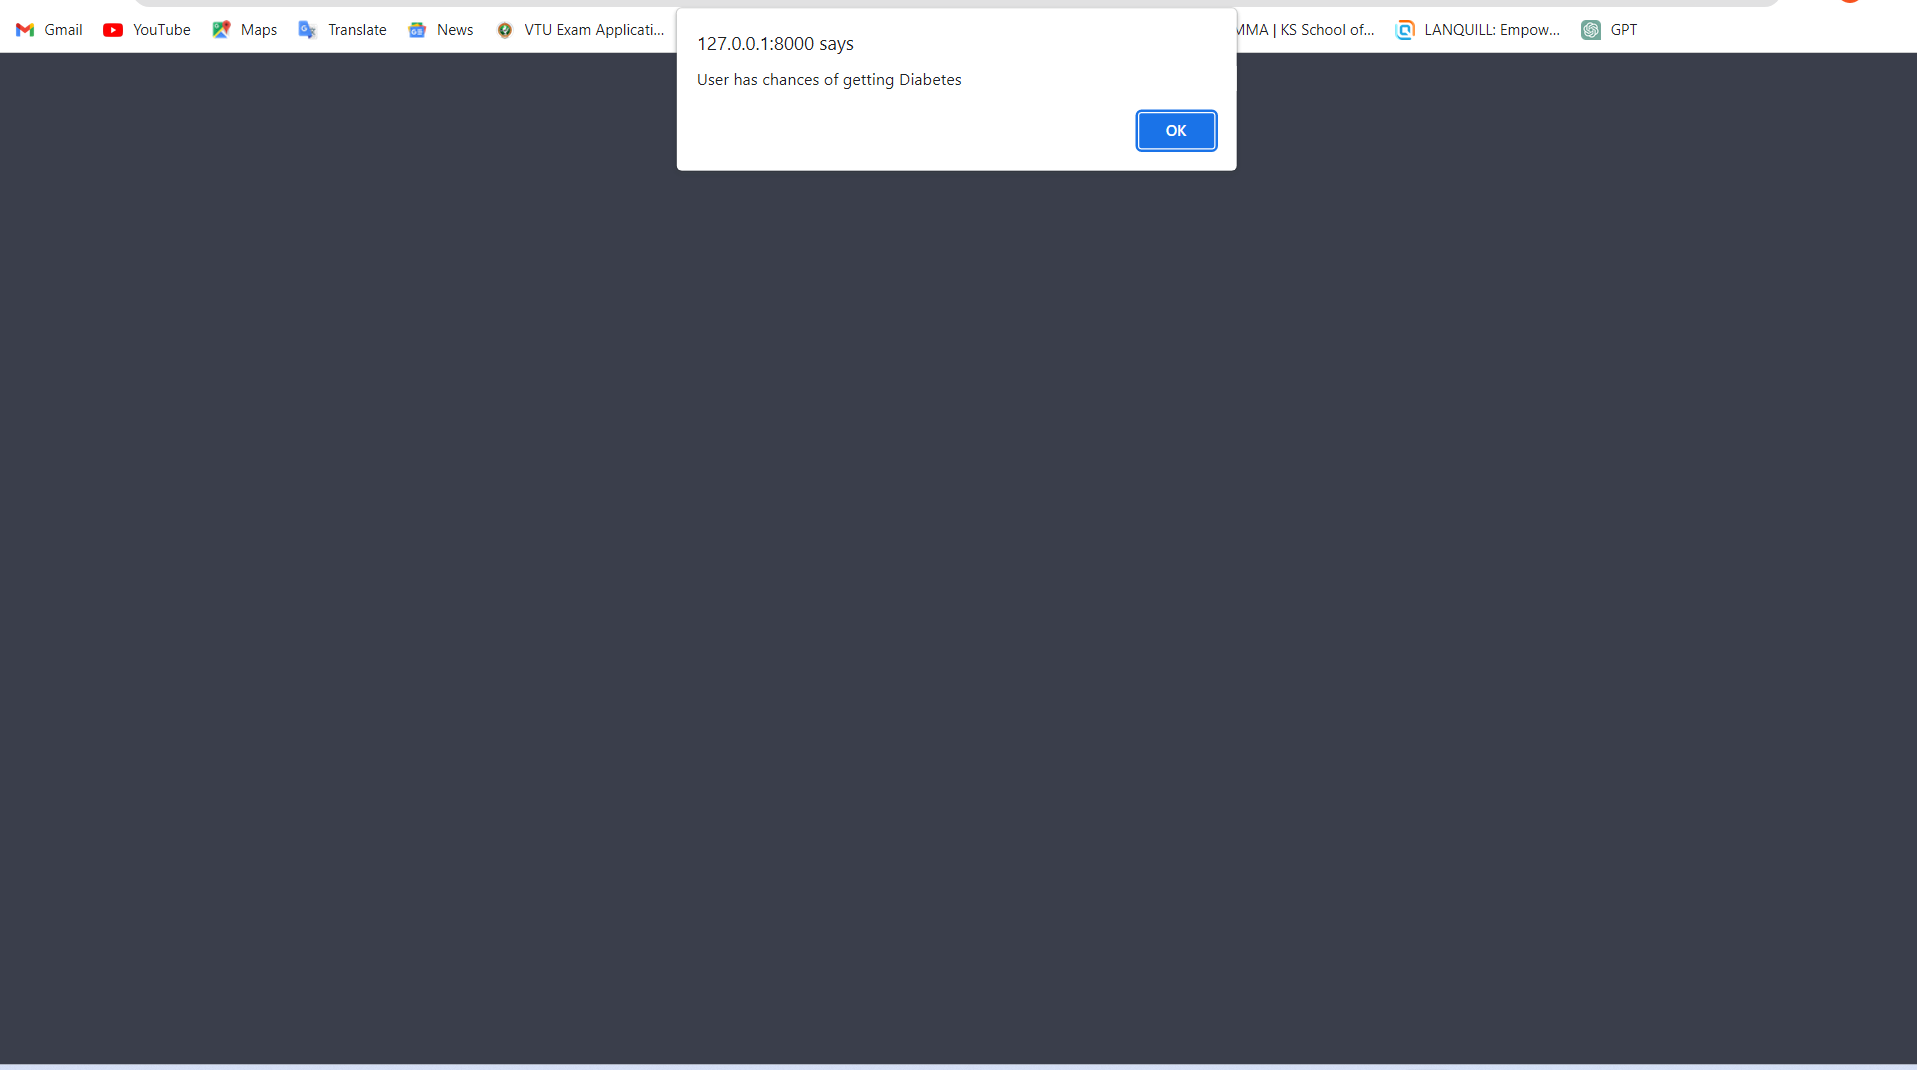 Gmail YouTube Maps Translate News VTU Exam Applicati... MMA | KS School of... LANQUILL: Empow... GPT
127.0.0.1:8000 says
User has chances of getting Diabetes
OK